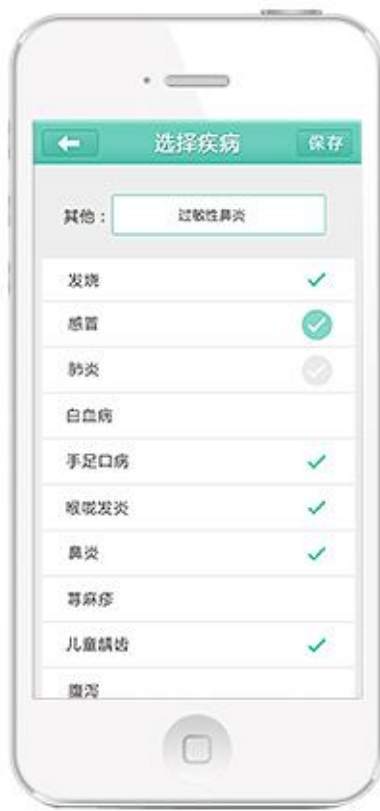 选择疾病 保存
其他： 过敏性鼻炎
发烧
感冒
肺炎
白血病
手足口病
喉咙发炎
鼻炎
荨麻疹
儿童龋齿
腹泻